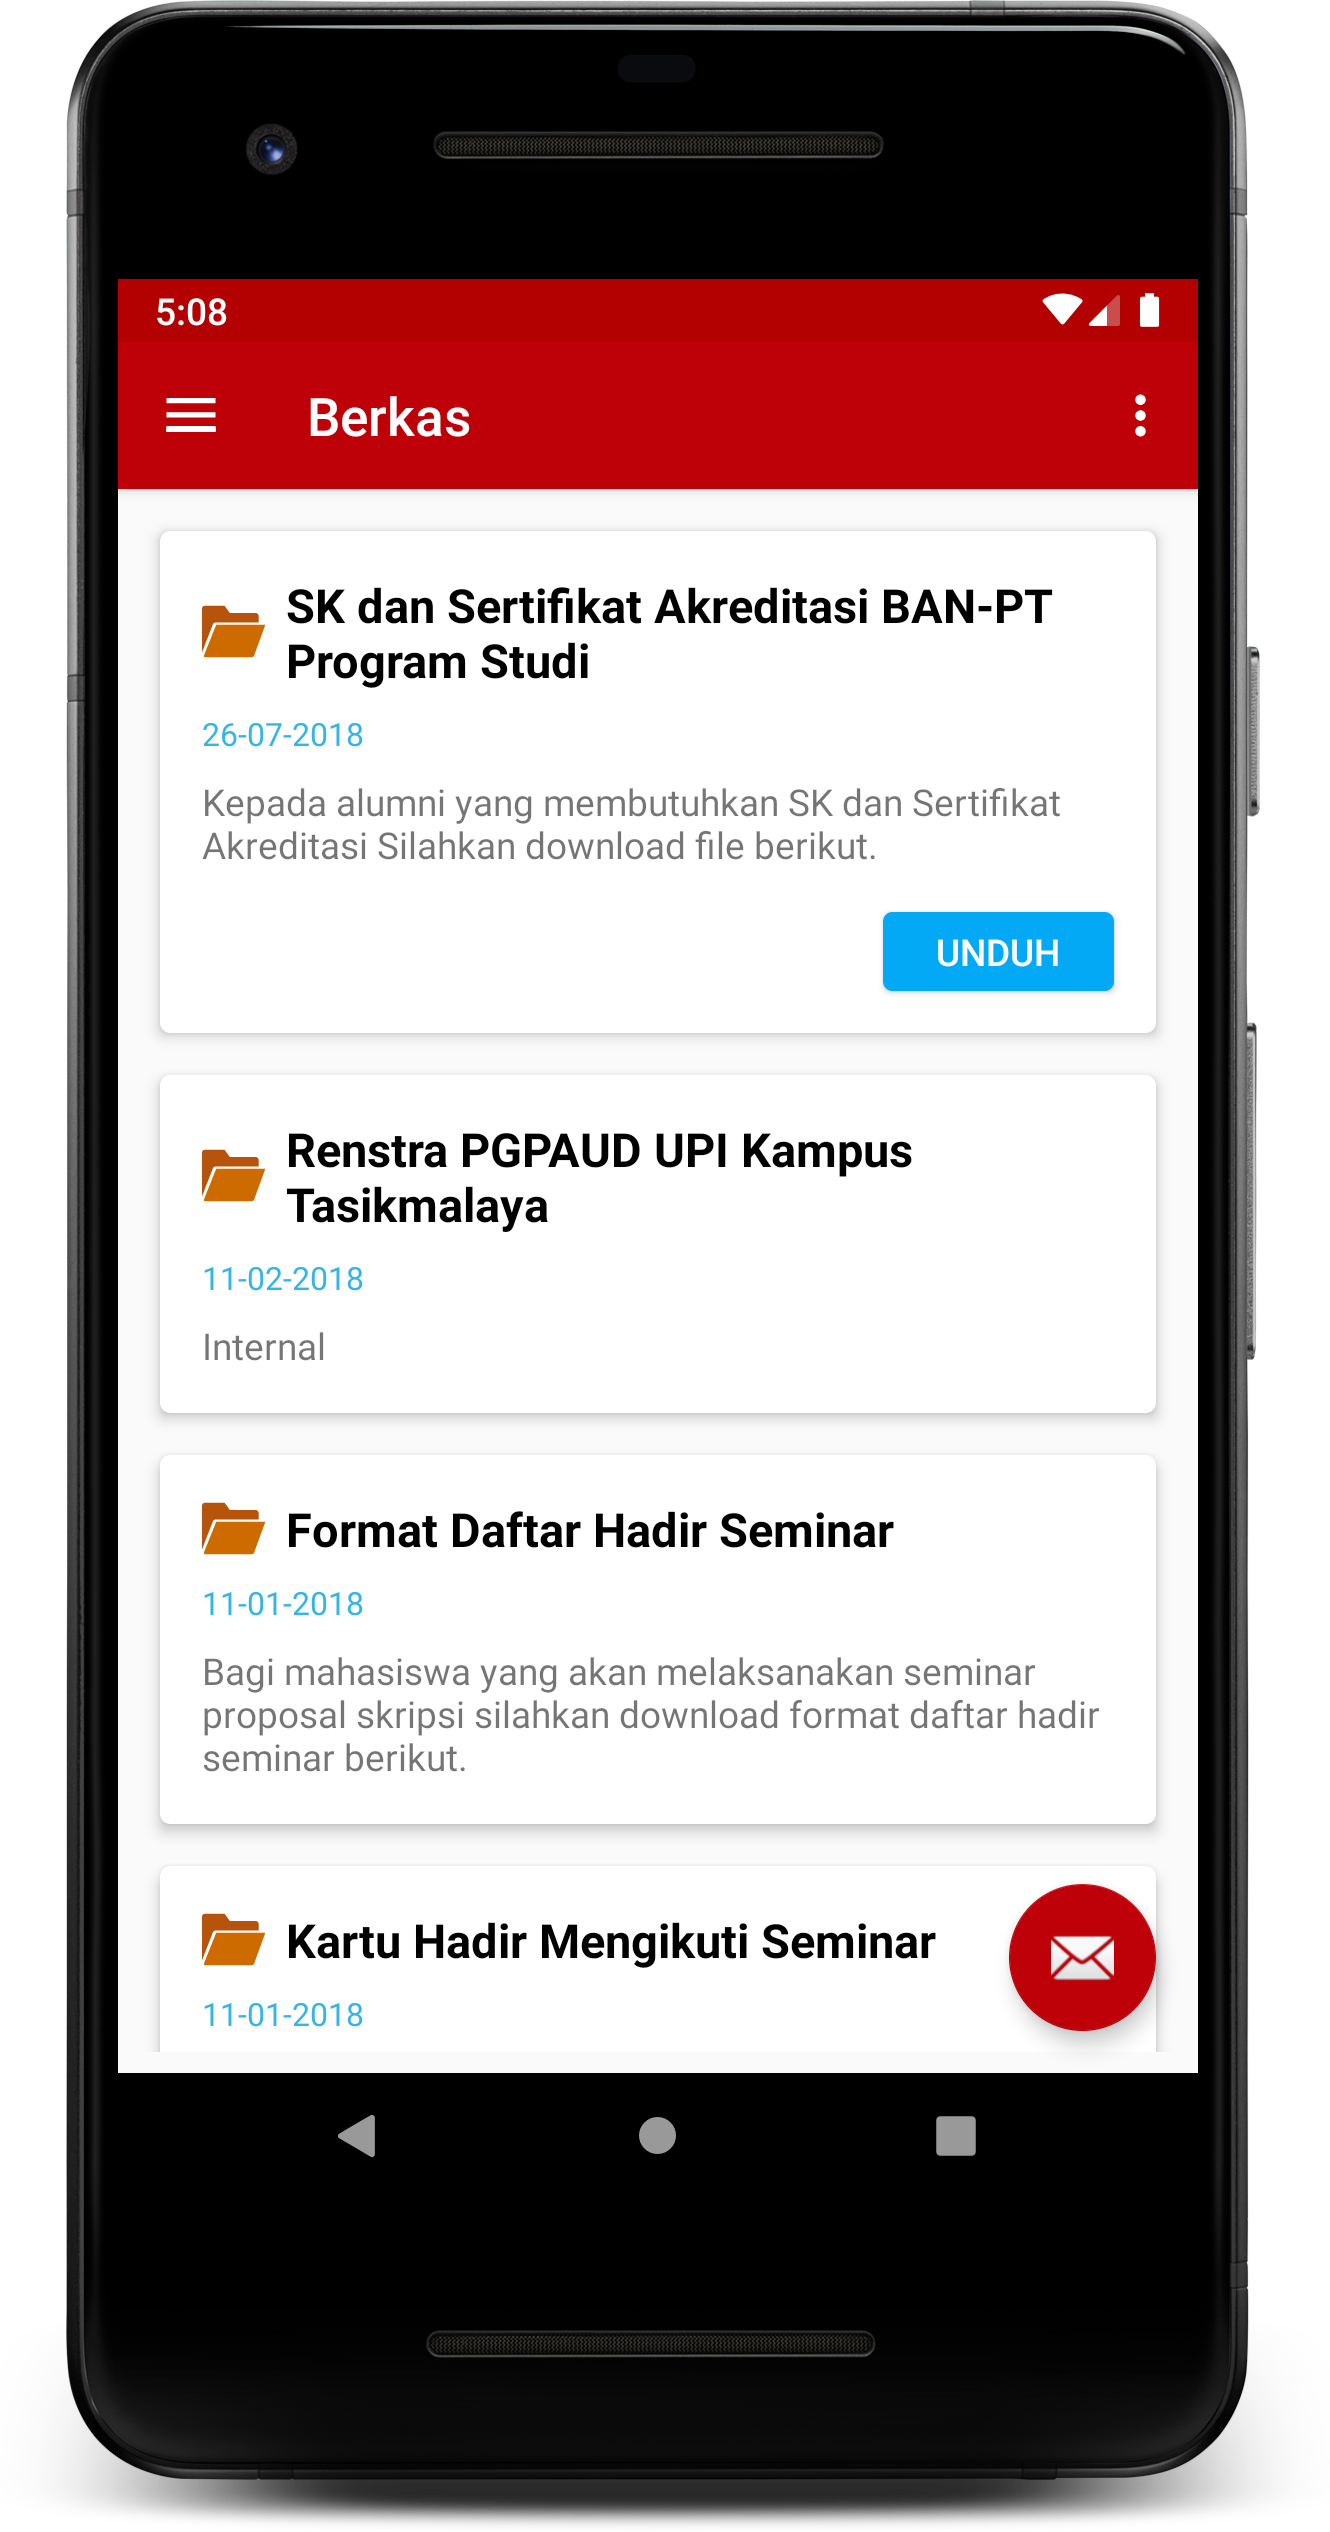 5:08
Berkas
SK dan Sertifikat Akreditasi BAN-PT
Program Studi
26-07-2018
Kepada alumni yang membutuhkan SK dan Sertifikat
Akreditasi Silahkan download file berikut.
UNDUH
Renstra PGPAUD UPI Kampus
Tasikmalaya
11-02-2018
Internal
Format Daftar Hadir Seminar
11-01-2018
Bagi mahasiswa yang akan melaksanakan seminar
proposal skripsi silahkan download format daftar hadir
seminar berikut.
Kartu Hadir Mengikuti Seminar
11-01-2018